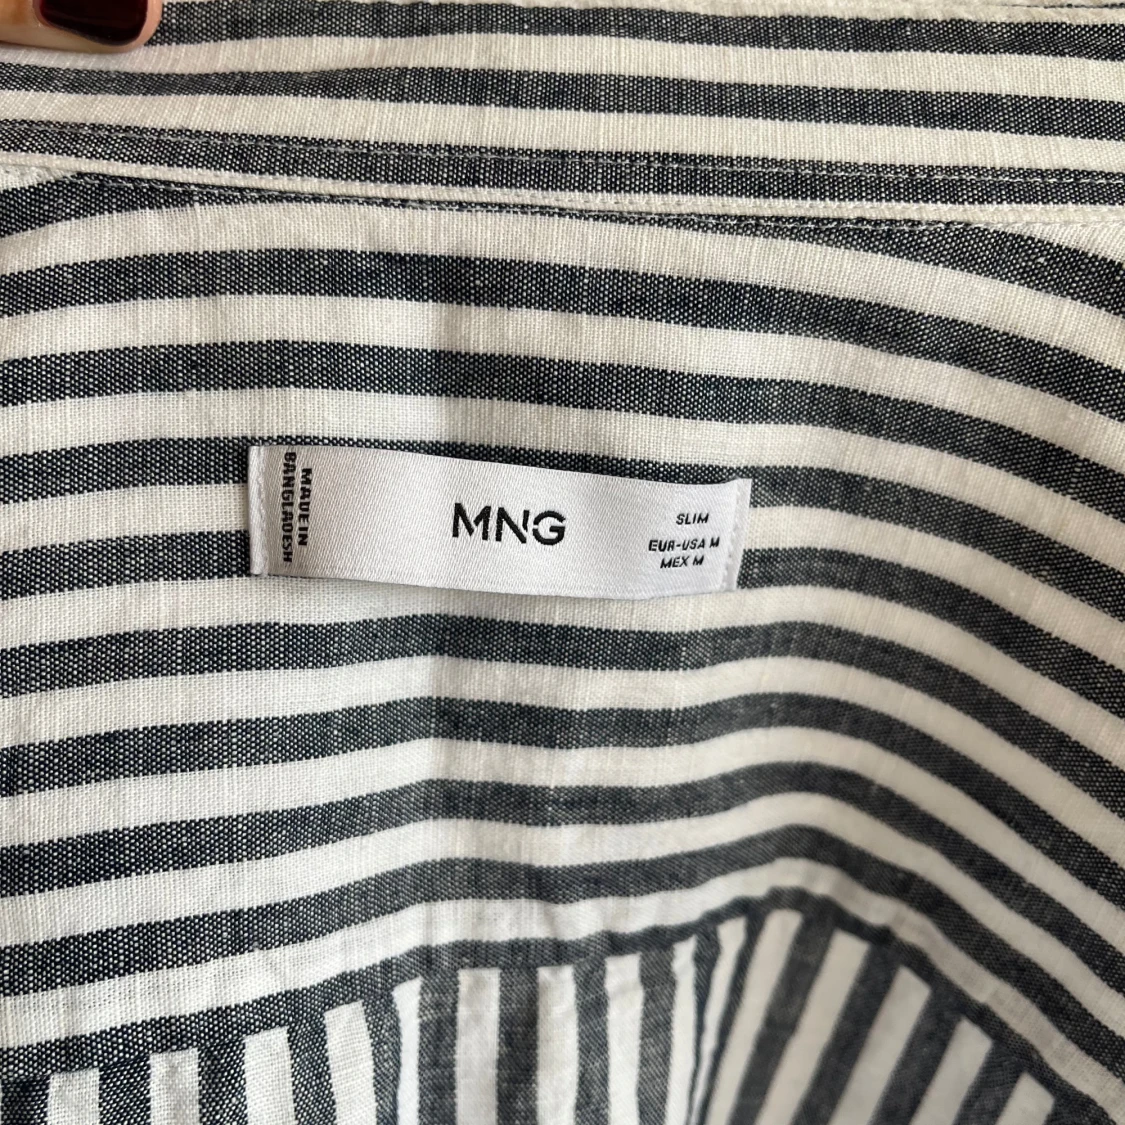 MADE IN
BANGLADESH
MNG
SLIM
EUR-USA M
MEX M